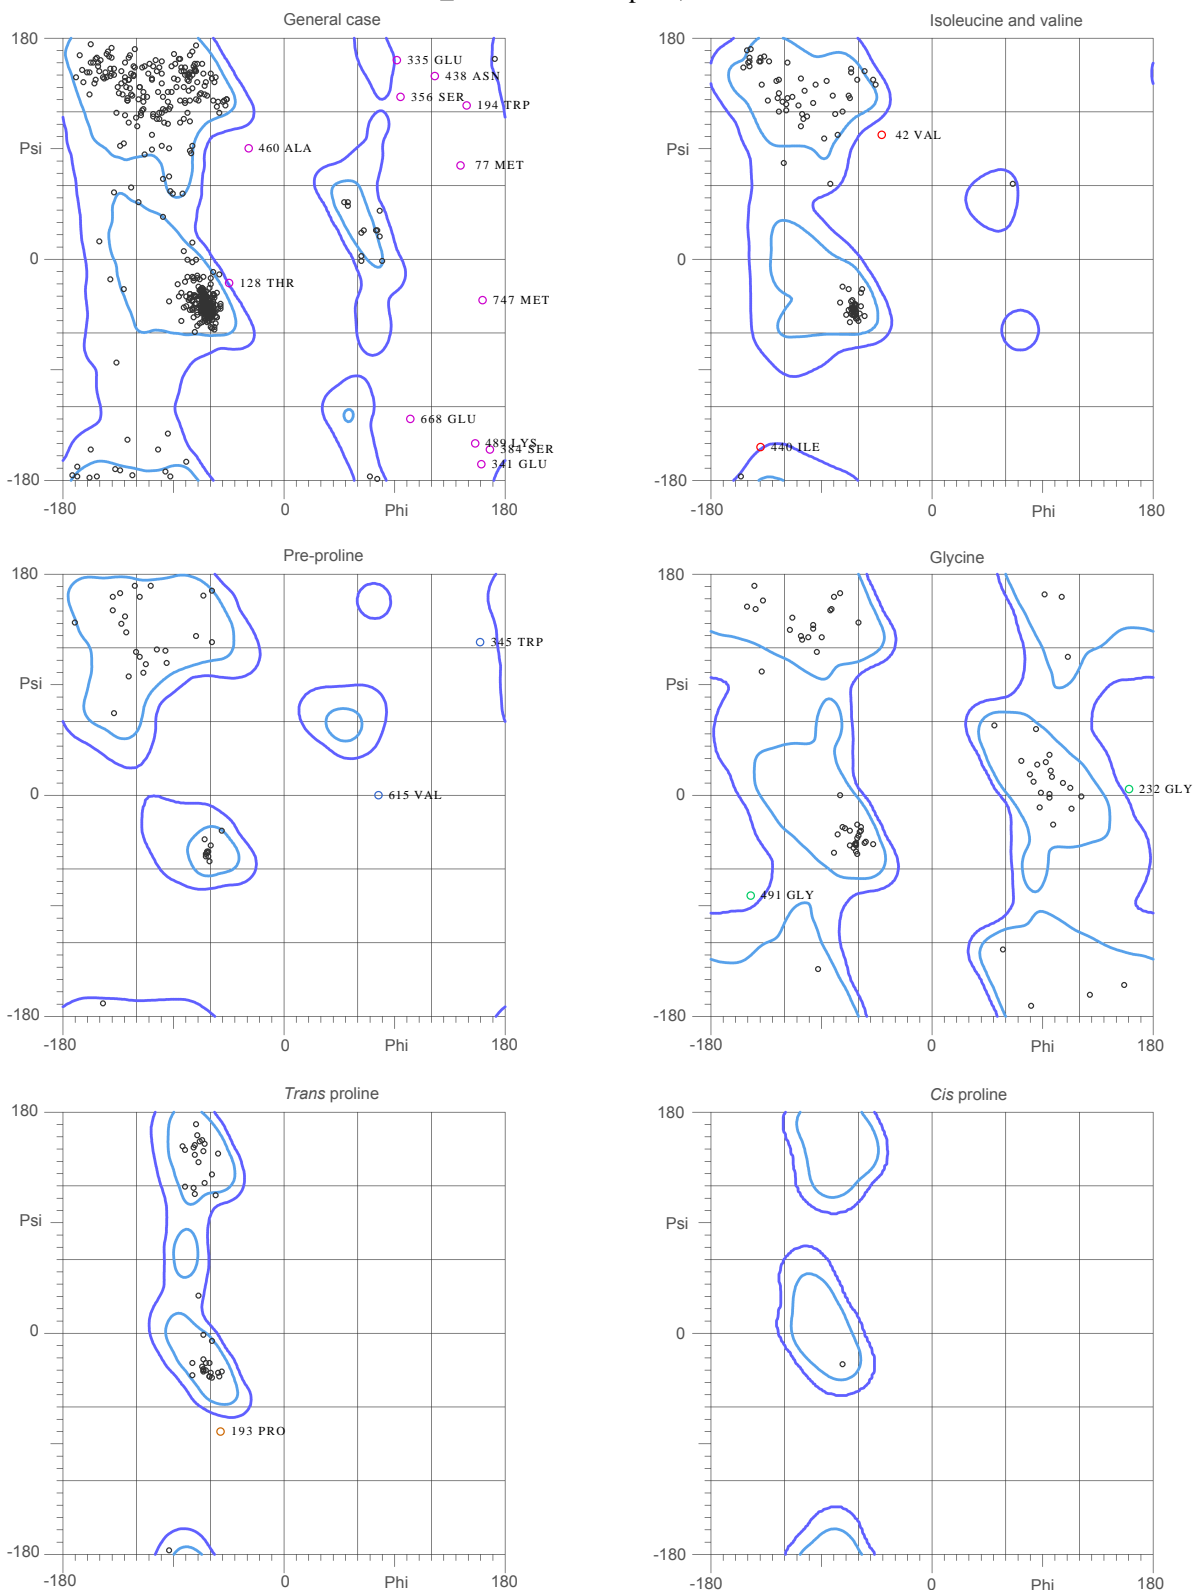 General case
Isoleucine and valine
180
335 GLU
438 ASN
356 SER
194 TRP
460 ALA
77 MET
128 THR
747 MET
668 GLU
489 LYS
384 SER
341 GLU
Psi
0
-180
-180
0
Phi
180
180
42 VAL
440 ILE
Psi
0
-180
-180
0
Phi
180
Pre-proline
Glycine
180
345 TRP
615 VAL
Psi
0
-180
-180
0
Phi
180
180
232 GLY
491 GLY
Psi
0
-180
-180
0
Phi
180
Trans proline
Cis proline
180
Psi
0
193 PRO
-180
-180
0
Phi
180
180
Psi
0
-180
-180
0
Phi
180